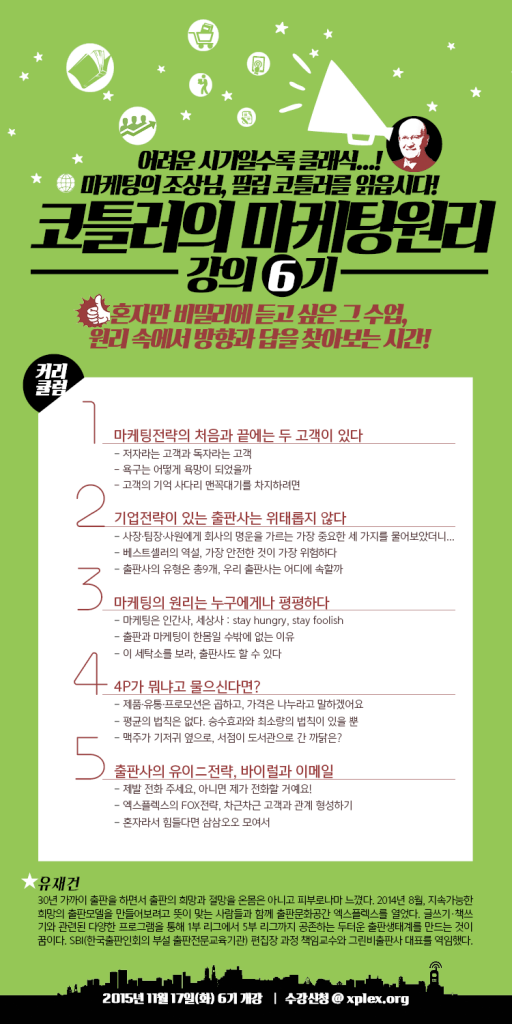 어려운 시기일수록 클래식...!
마케팅의 조상님, 필립 코틀러를 읽읍시다!
코틀러의 마케팅원리
강의 6기
혼자만 비밀리에 듣고 싶은 그 수업,
원리 속에서 방향과 답을 찾아보는 시간!
커리
큘럼
1
마케팅전략의 처음과 끝에는 두 고객이 있다
- 저자라는 고객과 독자라는 고객
- 욕구는 어떻게 욕망이 되었을까
- 고객의 기억 사다리 맨꼭대기를 차지하려면
2
기업전략이 있는 출판사는 위태롭지 않다
- 사장·팀장·사원에게 회사의 명운을 가르는 가장 중요한 세 가지를 물어보았더니...
- 베스트셀러의 역설, 가장 안전한 것이 가장 위험하다
- 출판사의 유형은 총9개, 우리 출판사는 어디에 속할까
3
마케팅의 원리는 누구에게나 평평하다
- 마케팅은 인간사, 세상사 : stay hungry, stay foolish
- 출판과 마케팅이 한몸일 수밖에 없는 이유
- 이 세탁소를 보라, 출판사도 할 수 있다
4
4P가 뭐냐고 물으신다면?
- 제품·유통·프로모션은 곱하고, 가격은 나누라고 말하겠어요
- 평균의 법칙은 없다. 승수효과와 최소량의 법칙이 있을 뿐
- 맥주가 기저귀 옆으로, 서점이 도서관으로 간 까닭은?
5
출판사의 유이ㅡ전략, 바이럴과 이메일
- 제발 전화 주세요, 아니면 제가 전화할 거예요!
- 엑스플렉스의 FOX전략, 차근차근 고객과 관계 형성하기
- 혼자라서 힘들다면 삼삼오오 모여서
유재건
30년 가까이 출판을 하면서 출판의 희망과 절망을 온몸은 아니고 피부로나마 느꼈다. 2014년 8월, 지속가능한
희망의 출판모델을 만들어보려고 뜻이 맞는 사람들과 함께 출판문화공간 엑스플렉스를 열었다. 글쓰기·책쓰
기와 관련된 다양한 프로그램을 통해 1부 리그에서 5부 리그까지 공존하는 두터운 출판생태계를 만드는 것이
꿈이다. SBI(한국출판인회의 부설 출판전문교육기관) 편집장 과정 책임교수와 그린비출판사 대표를 역임했다.
2015년 11월 17일(화) 6기 개강 | 수강신청 @ xplex.org